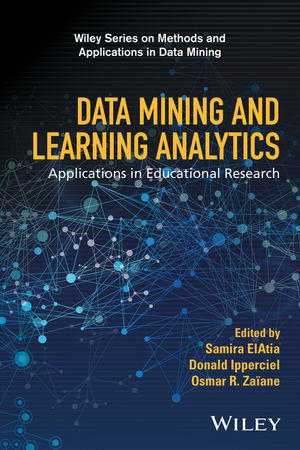 Wiley Series on Methods and
Applications in Data Mining
DATA MINING AND
LEARNING ANALYTICS
Applications in Educational Research
Edited by
Samira ElAtia
Donald Ipperciel
Osmar R. Zaïane
WILEY